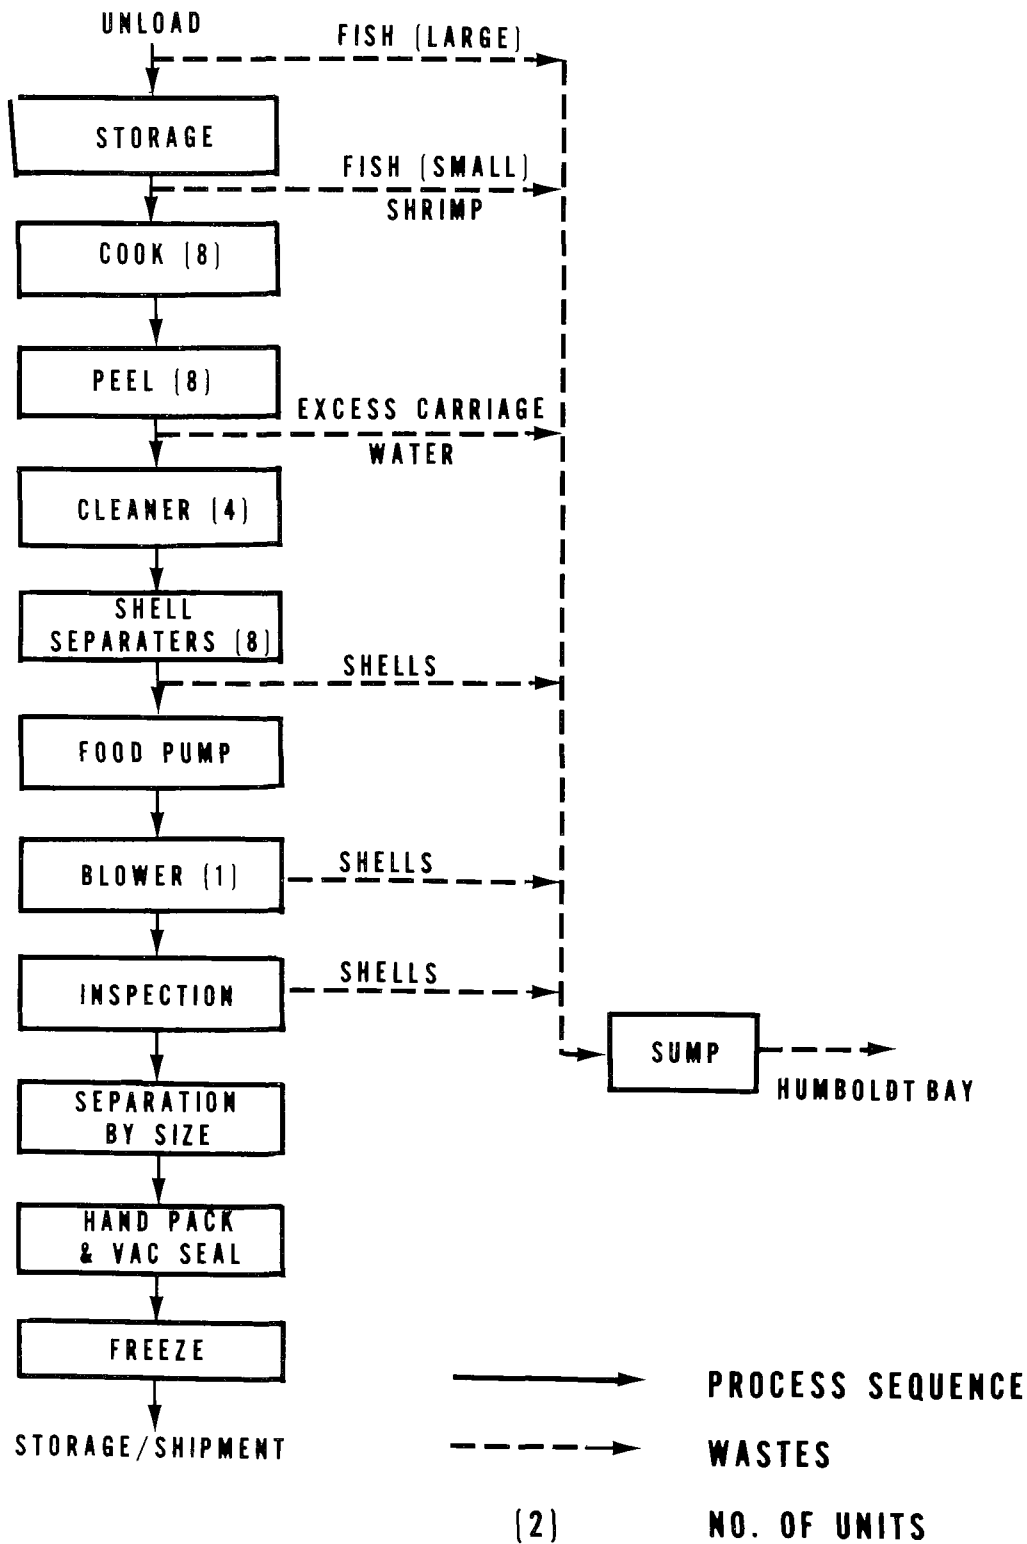 UNLOAD
FISH (LARGE)
STORAGE
FISH (SMALL)
SHRIMP
COOK (8)
PEEL (8)
EXCESS CARRIAGE
WATER
CLEANER (4)
SHELL
SEPARATERS (8)
SHELLS
FOOD PUMP
BLOWER (1)
SHELLS
INSPECTION
SHELLS
SUMP
HUMBOLDT BAY
SEPARATION
BY SIZE
HAND PACK
& VAC SEAL
FREEZE
STORAGE/SHIPMENT
PROCESS SEQUENCE
WASTES
(2) NO. OF UNITS